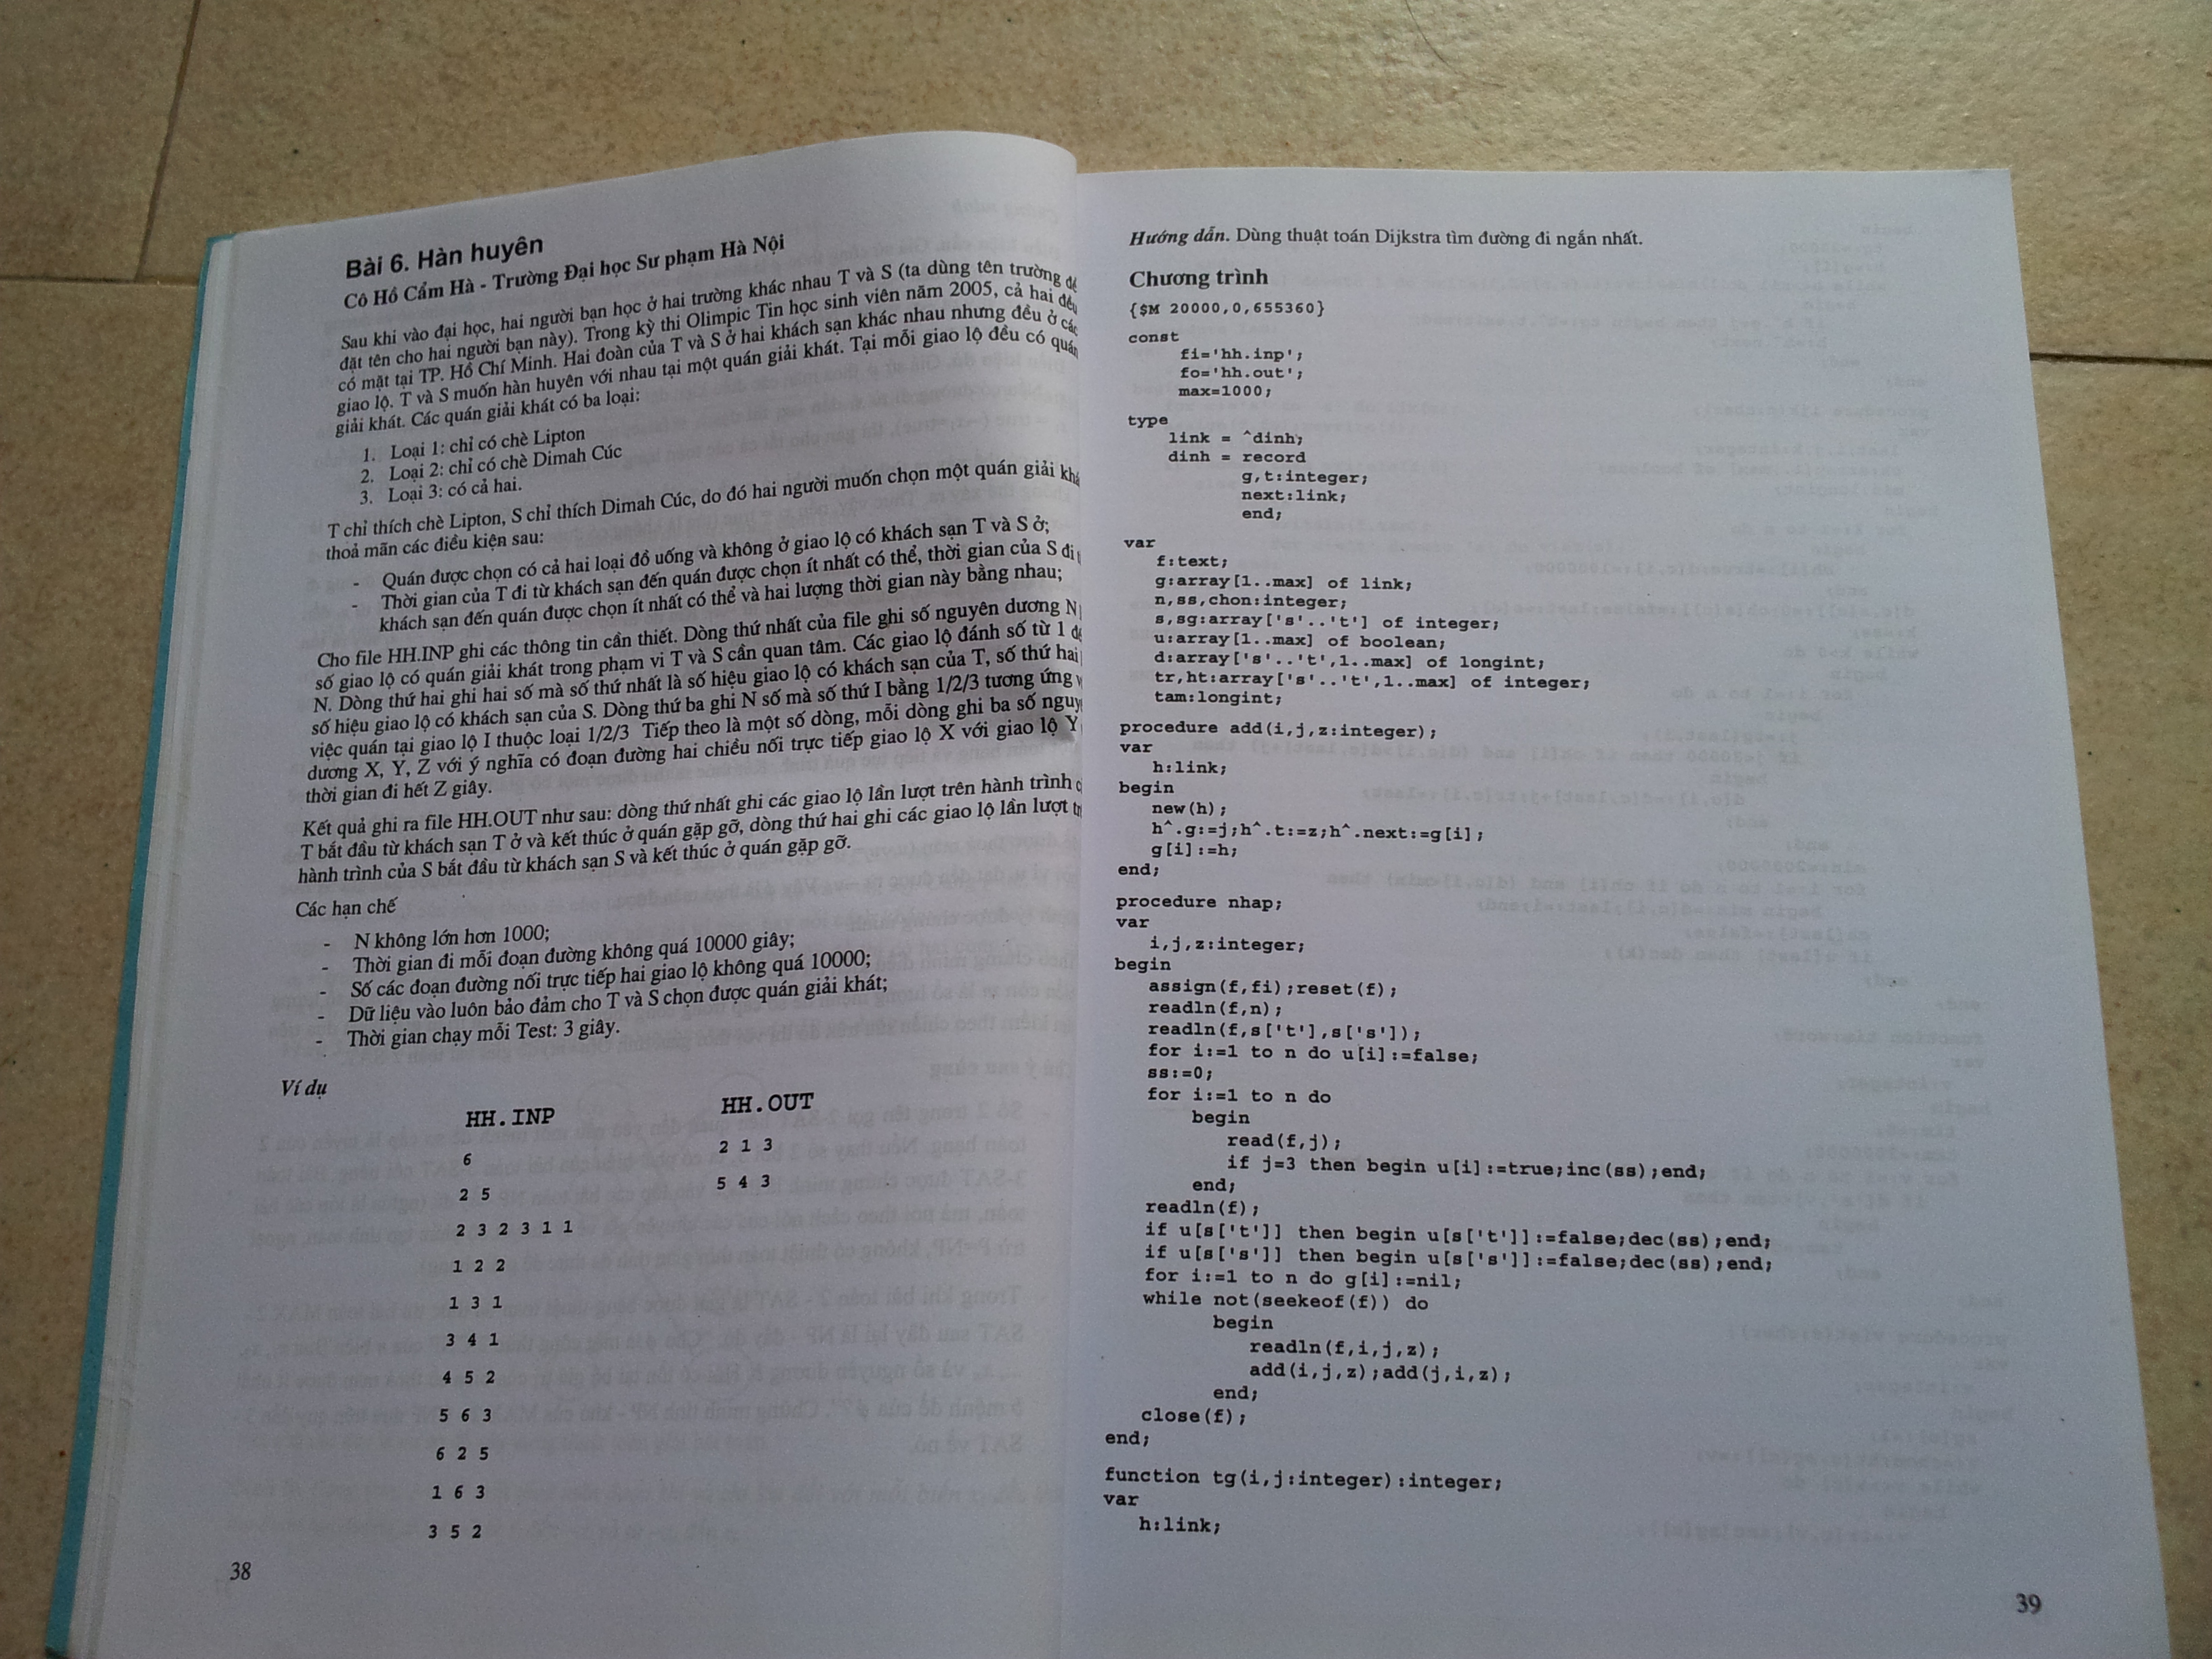 Bài 6. Hàn huyên
Cô Hồ Cẩm Hà - Trường Đại học Sư phạm Hà Nội
Sau khi vào đại học, hai người bạn học ở hai trường khác nhau T và S (ta dùng tên trường
đặt tên cho hai người bạn này). Trong kỳ thi Olimpic Tin học sinh viên năm 2005, cả hai
có mặt tại TP. Hồ Chí Minh. Hai đoàn của T và S ở hai khách sạn khác nhau nhưng đều ở
giao lộ. T và S muốn hàn huyên với nhau tại một quán giải khát. Tại mỗi giao lộ đều có
giải khát. Các quán giải khát có ba loại:
1. Loại 1: chỉ có chè Lipton
2. Loại 2: chỉ có chè Dimah Cúc
3. Loại 3: có cả hai.
T chỉ thích chè Lipton, S chỉ thích Dimah Cúc, do đó hai người muốn chọn một quán giải
thoả mãn các điều kiện sau:
- Quán được chọn có cả hai loại đồ uống và không ở giao lộ có khách sạn T và S ở;
- Thời gian của T đi từ khách sạn đến quán được chọn ít nhất có thể, thời gian của S đi
khách sạn đến quán được chọn ít nhất có thể và hai lượng thời gian này bằng nhau;
Cho file HH.INP ghi các thông tin cần thiết. Dòng thứ nhất của file ghi số nguyên dương N
số giao lộ có quán giải khát trong phạm vi T và S cần quan tâm. Các giao lộ đánh số từ 1
N. Dòng thứ hai ghi hai số mà số thứ nhất là số hiệu giao lộ có khách sạn của T, số thứ hai
số hiệu giao lộ có khách sạn của S. Dòng thứ ba ghi N số mà số thứ I bằng 1/2/3 tương ứng
việc quán tại giao lộ I thuộc loại 1/2/3 Tiếp theo là một số dòng, mỗi dòng ghi ba số
dương X, Y, Z với ý nghĩa có đoạn đường hai chiều nối trực tiếp giao lộ X với giao lộ Y
thời gian đi hết Z giây.
Kết quả ghi ra file HH.OUT như sau: dòng thứ nhất ghi các giao lộ lần lượt trên hành trình
T bắt đầu từ khách sạn T ở và kết thúc ở quán gặp gỡ, dòng thứ hai ghi các giao lộ lần lượt
hành trình của S bắt đầu từ khách sạn S và kết thúc ở quán gặp gỡ.
Các hạn chế
- N không lớn hơn 1000;
- Thời gian đi mỗi đoạn đường không quá 10000 giây;
- Số các đoạn đường nối trực tiếp hai giao lộ không quá 10000;
- Dữ liệu vào luôn bảo đảm cho T và S chọn được quán giải khát;
- Thời gian chạy mỗi Test: 3 giây.
Ví dụ
HH.INP HH.OUT
6 2 1 3
2 5 5 4 3
2 3 2 3 1 1
1 2 2
1 3 1
3 4 1
4 5 2
5 6 3
6 2 5
1 6 3
3 5 2
38
Hướng dẫn. Dùng thuật toán Dijkstra tìm đường đi ngắn nhất.
Chương trình
{$M 20000,0,655360}
const
fi='hh.inp';
fo='hh.out';
max=1000;
type
link = ^dinh;
dinh = record
g,t:integer;
next:link;
end;
var
f:text;
g:array[1..max] of link;
n,ss,chon:integer;
s,sg:array['s'..'t'] of integer;
u:array[1..max] of boolean;
d:array['s'..'t',1..max] of longint;
tr,ht:array['s'..'t',1..max] of integer;
tam:longint;
procedure add(i,j,z:integer);
var
h:link;
begin
new(h);
h^.g:=j;h^.t:=z;h^.next:=g[i];
g[i]:=h;
end;
procedure nhap;
var
i,j,z:integer;
begin
assign(f,fi);reset(f);
readln(f,n);
readln(f,s['t'],s['s']);
for i:=1 to n do u[i]:=false;
ss:=0;
for i:=1 to n do
begin
read(f,j);
if j=3 then begin u[i]:=true;inc(ss);end;
end;
readln(f);
if u[s['t']] then begin u[s['t']]:=false;dec(ss);end;
if u[s['s']] then begin u[s['s']]:=false;dec(ss);end;
for i:=1 to n do g[i]:=nil;
while not(seekeof(f)) do
begin
readln(f,i,j,z);
add(i,j,z);add(j,i,z);
end;
close(f);
end;
function tg(i,j:integer):integer;
var
h:link;
39